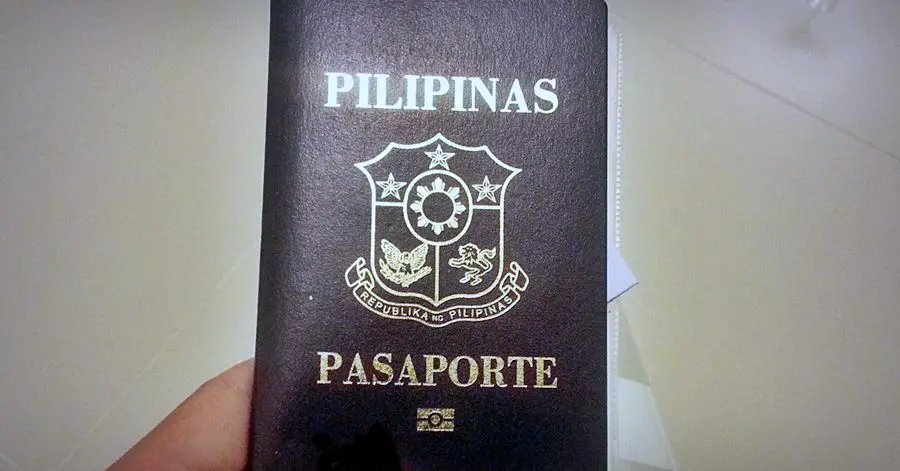 PILIPINAS
REPUBLIKA NG PILIPINAS
PASAPORTE